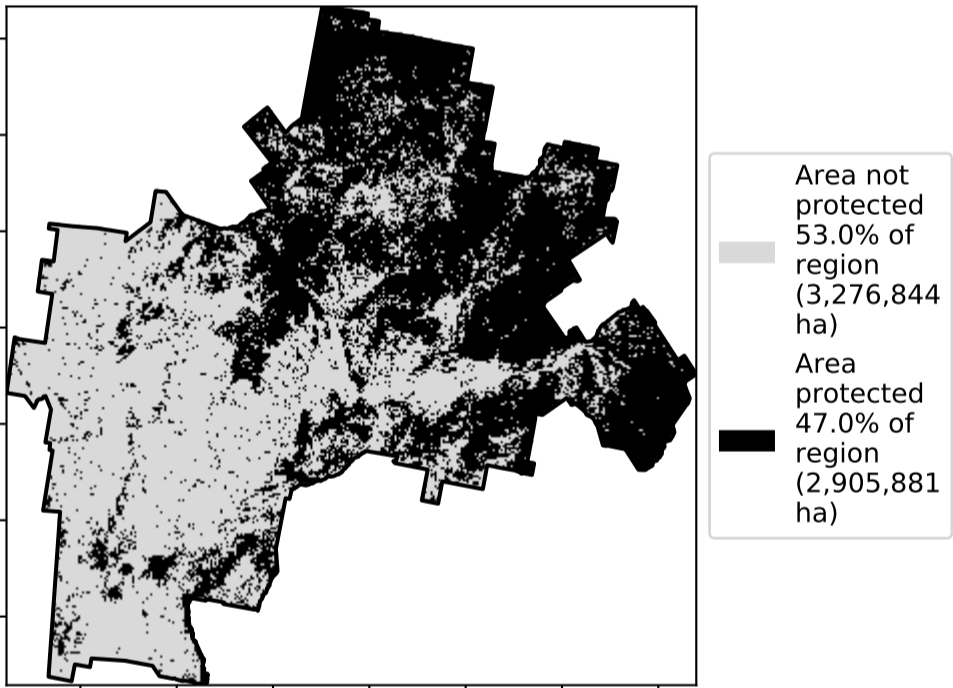 Area not
protected
53.0% of
region
(3,276,844
ha)
Area
protected
47.0% of
region
(2,905,881
ha)